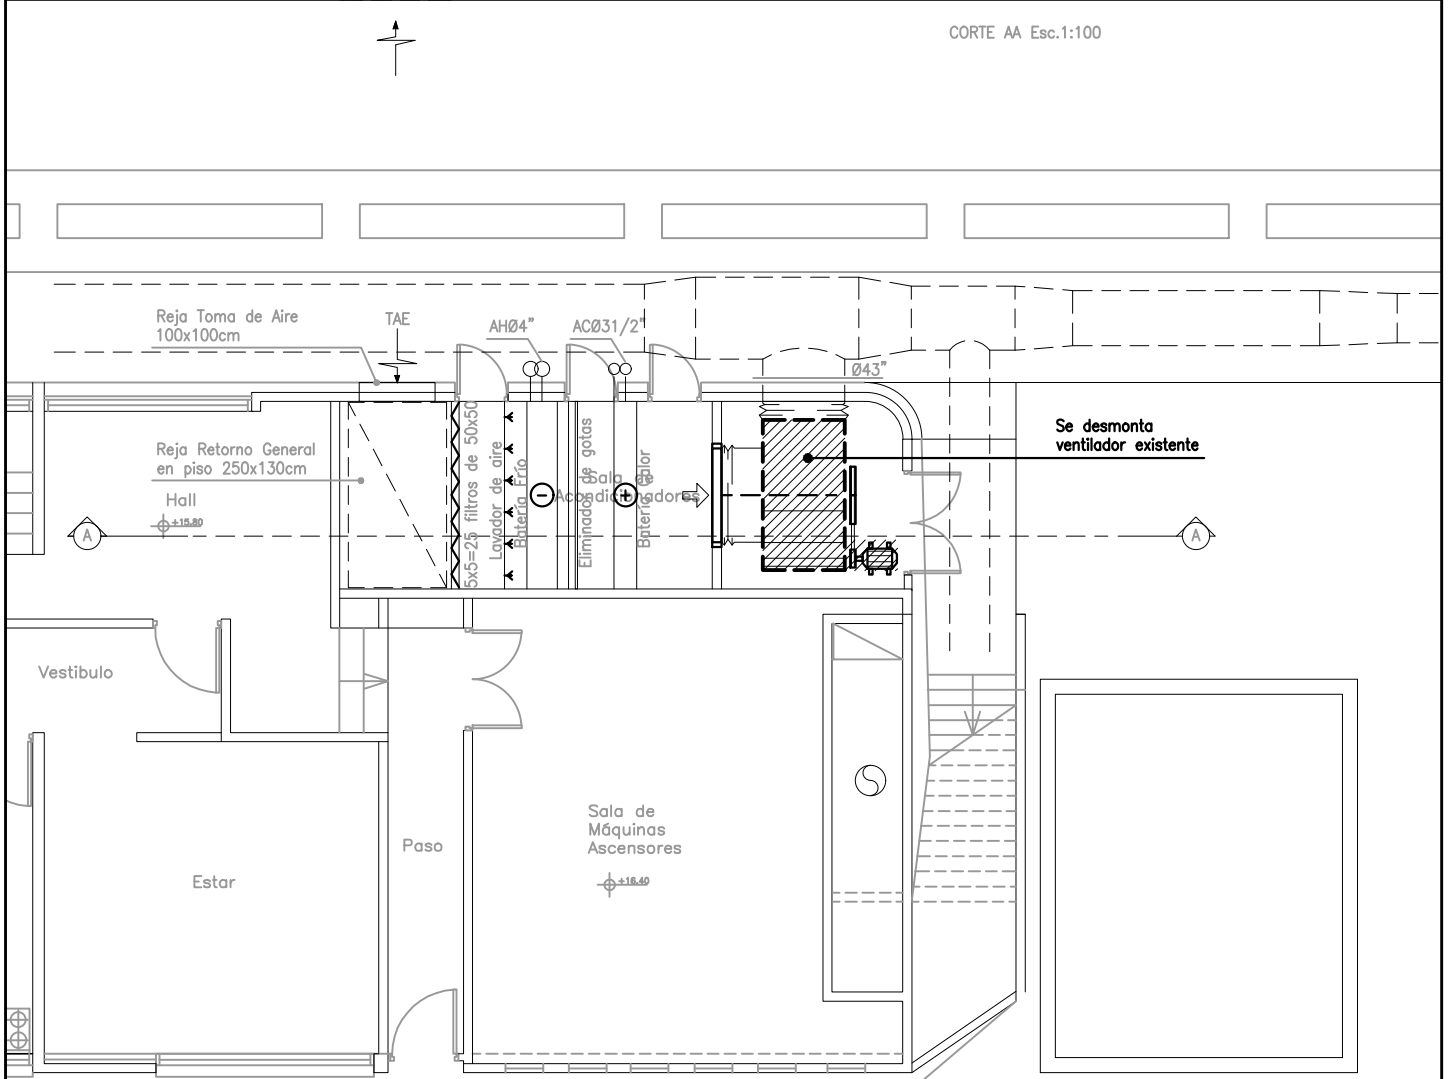 CORTE AA Esc.1:100
Reja Toma de Aire
100x100cm
TAE
AHØ4"
ACØ31/2"
Ø43"
Se desmonta
ventilador existente
Reja Retorno General
en piso 250x130cm
Hall
+15.80
A
A
5x5=25 filtros de 50x50
Lavador de aire
Batería Frío
Eliminador de gotas
Batería Calor
Sala de
Acondicionadores
Vestibulo
Sala de
Máquinas
Ascensores
+16.40
Paso
Estar